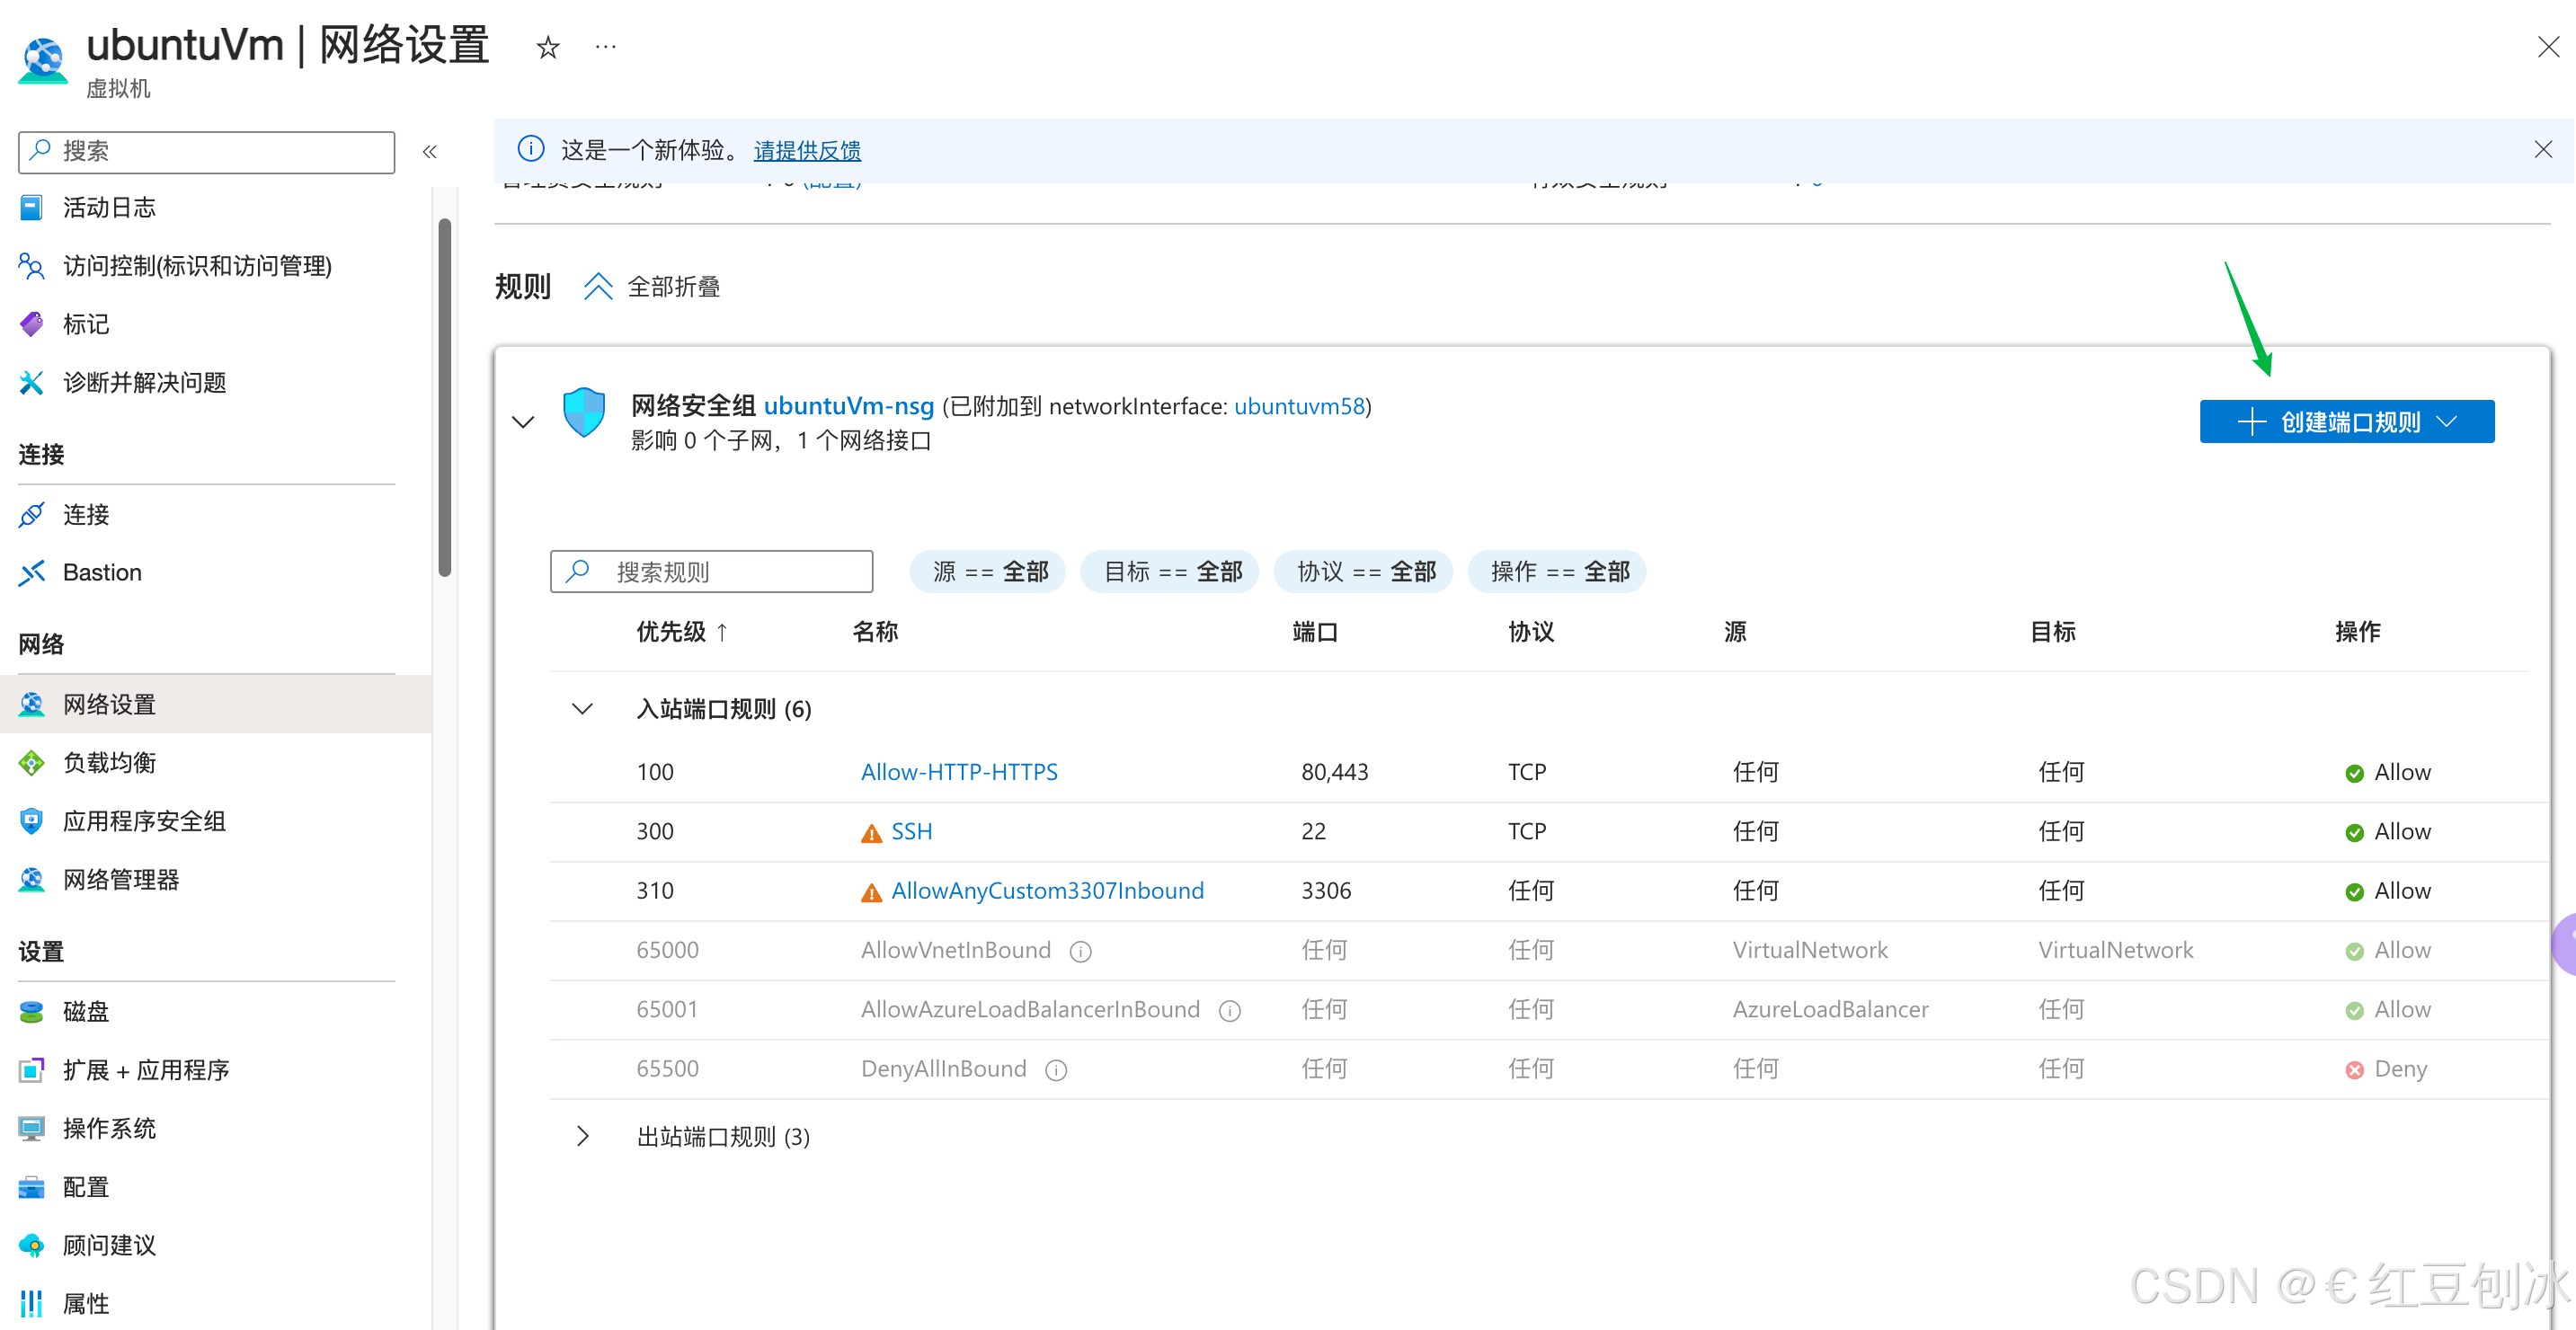 ubuntuVm | 网络设置
虚拟机
搜索
活动日志
访问控制(标识和访问管理)
标记
诊断并解决问题
连接
连接
Bastion
网络
网络设置
负载均衡
应用程序安全组
网络管理器
设置
磁盘
扩展 + 应用程序
操作系统
配置
顾问建议
属性
这是一个新体验。 请提供反馈
规则 全部折叠
网络安全组 ubuntuVm-nsg (已附加到 networkInterface: ubuntuvm58)
影响 0 个子网，1 个网络接口
创建端口规则
搜索规则 源 == 全部 目标 == 全部 协议 == 全部 操作 == 全部
优先级 ↑ 名称 端口 协议 源 目标 操作
入站端口规则 (6)
100 Allow-HTTP-HTTPS 80,443 TCP 任何 任何 Allow
300 SSH 22 TCP 任何 任何 Allow
310 AllowAnyCustom3307Inbound 3306 任何 任何 任何 Allow
65000 AllowVnetInBound 任何 任何 VirtualNetwork VirtualNetwork Allow
65001 AllowAzureLoadBalancerInBound 任何 任何 AzureLoadBalancer 任何 Allow
65500 DenyAllInBound 任何 任何 任何 任何 Deny
出站端口规则 (3)
CSDN @€ 红豆刨冰